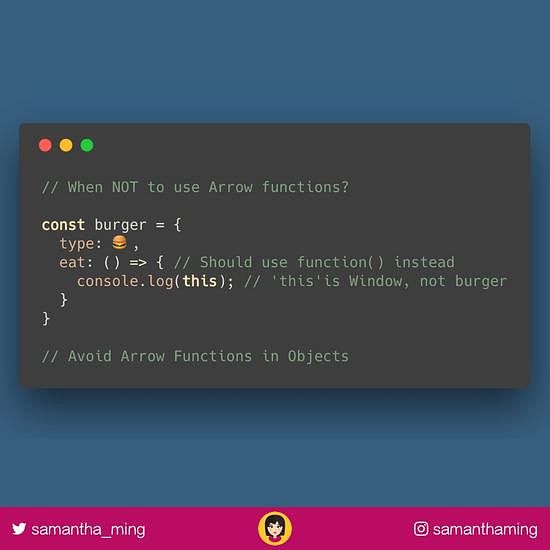 // When NOT to use Arrow functions?
const burger = {
  type: 🍔,
  eat: () => { // Should use function() instead
    console.log(this); // 'this'is Window, not burger
  }
}
// Avoid Arrow Functions in Objects
samantha_ming
samanthaming